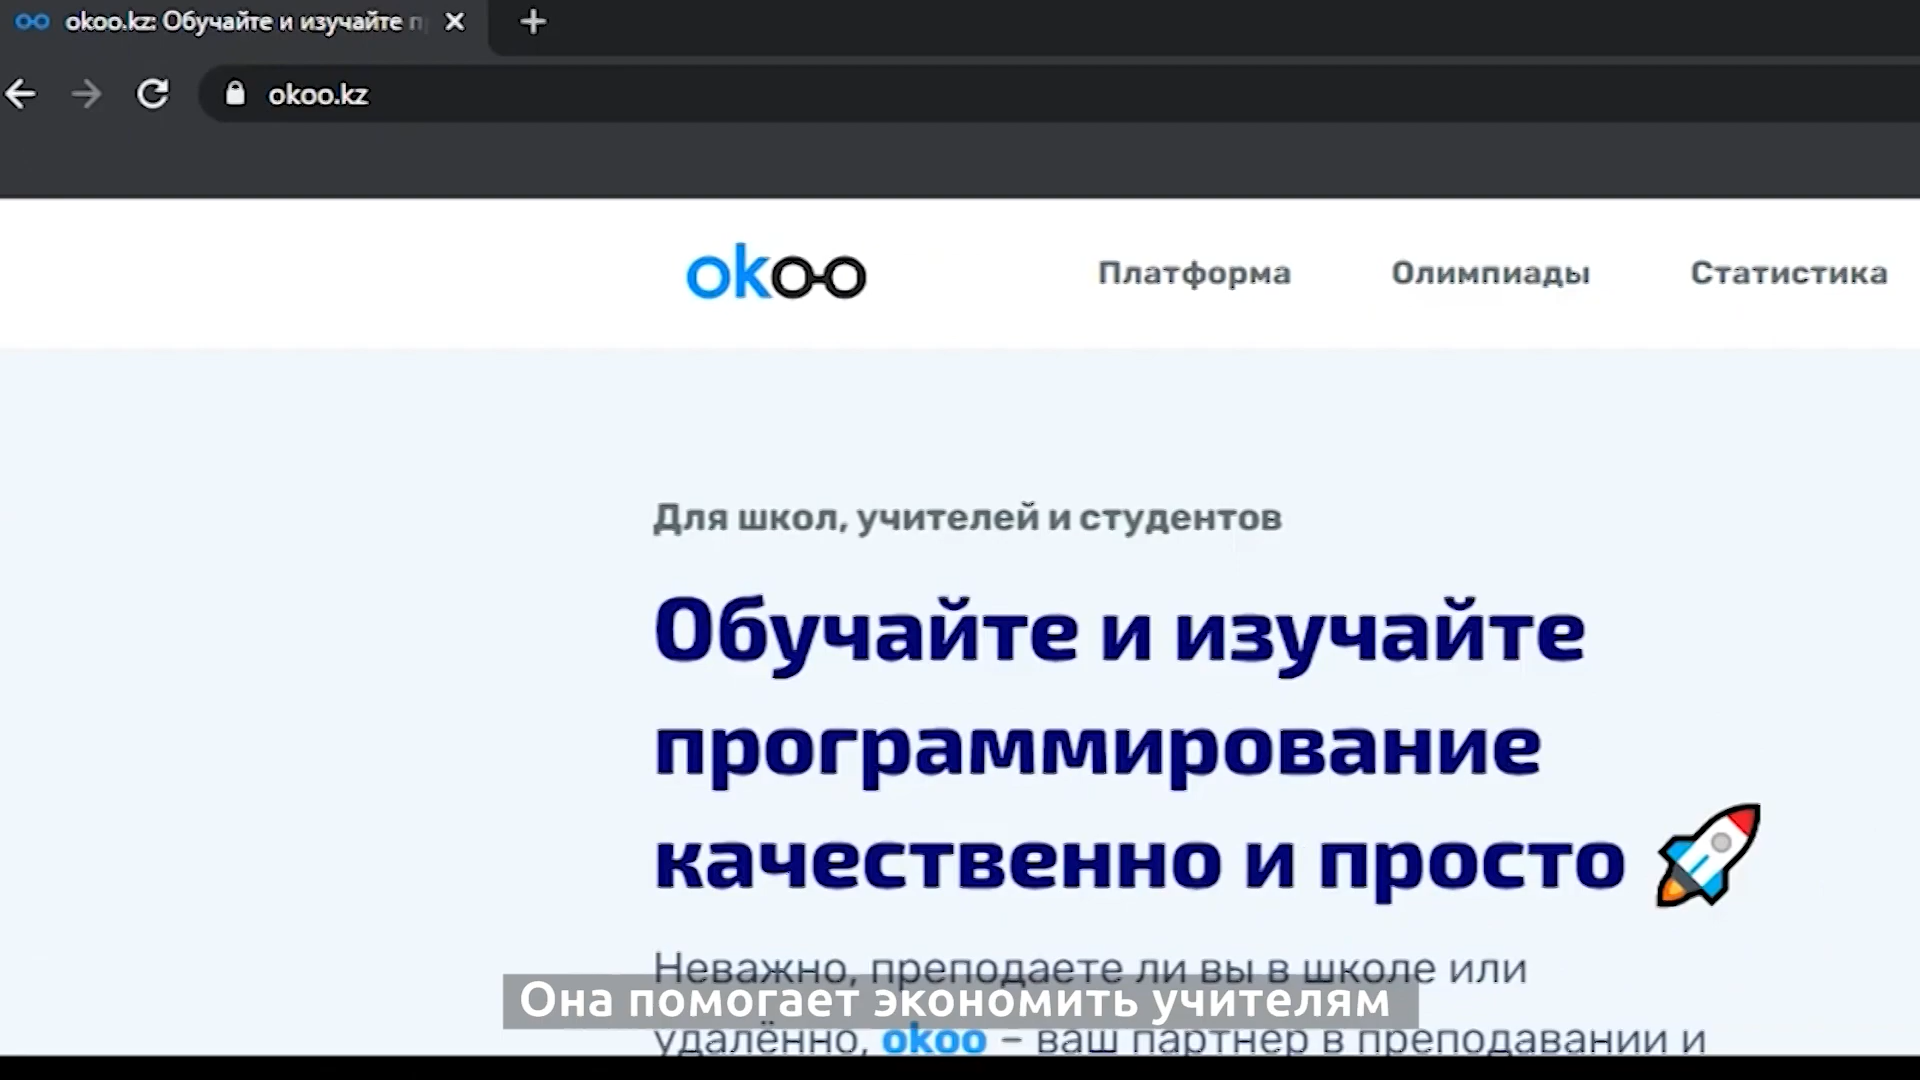 okoo.kz: Обучайте и изучайте п
okoo.kz
okoo
Платформа
Олимпиады
Статистика
Для школ, учителей и студентов
Обучайте и изучайте
программирование
качественно и просто
Неважно, преподаете ли вы в школе или
Она помогает экономить учителям
удалённо, okoo – ваш партнер в преподавании и